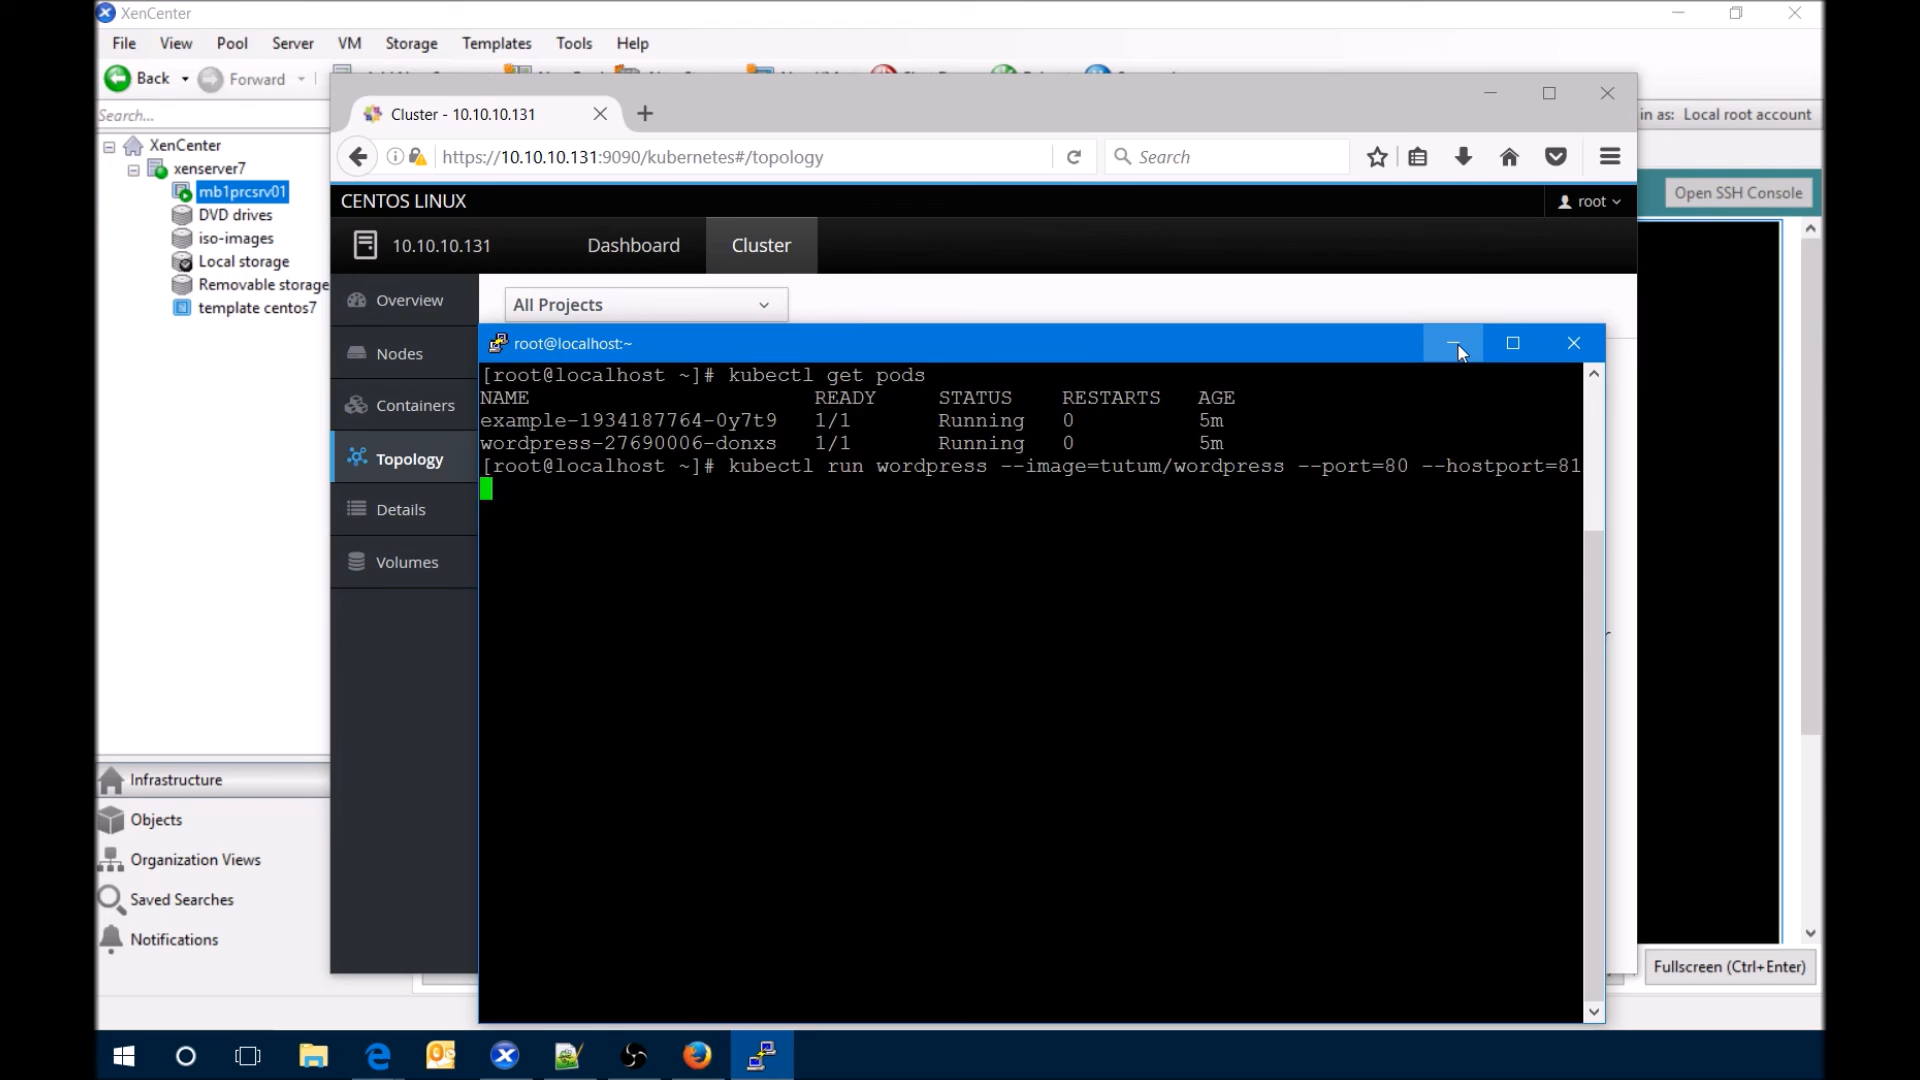 XenCenter
File View Pool Server VM Storage Templates Tools Help
Back Forward
Search...
in as: Local root account
XenCenter
xenserver7
mb1prcsrv01
DVD drives
iso-images
Local storage
Removable storage
template centos7
Open SSH Console
Cluster - 10.10.10.131
https://10.10.10.131:9090/kubernetes#/topology
Search
CENTOS LINUX
root
10.10.10.131
Dashboard
Cluster
Overview
Nodes
Containers
Topology
Details
Volumes
All Projects
root@localhost:~
[root@localhost ~]# kubectl get pods
NAME READY STATUS RESTARTS AGE
example-1934187764-0y7t9 1/1 Running 0 5m
wordpress-27690006-donxs 1/1 Running 0 5m
[root@localhost ~]# kubectl run wordpress --image=tutum/wordpress --port=80 --hostport=81
Infrastructure
Objects
Organization Views
Saved Searches
Notifications
Fullscreen (Ctrl+Enter)